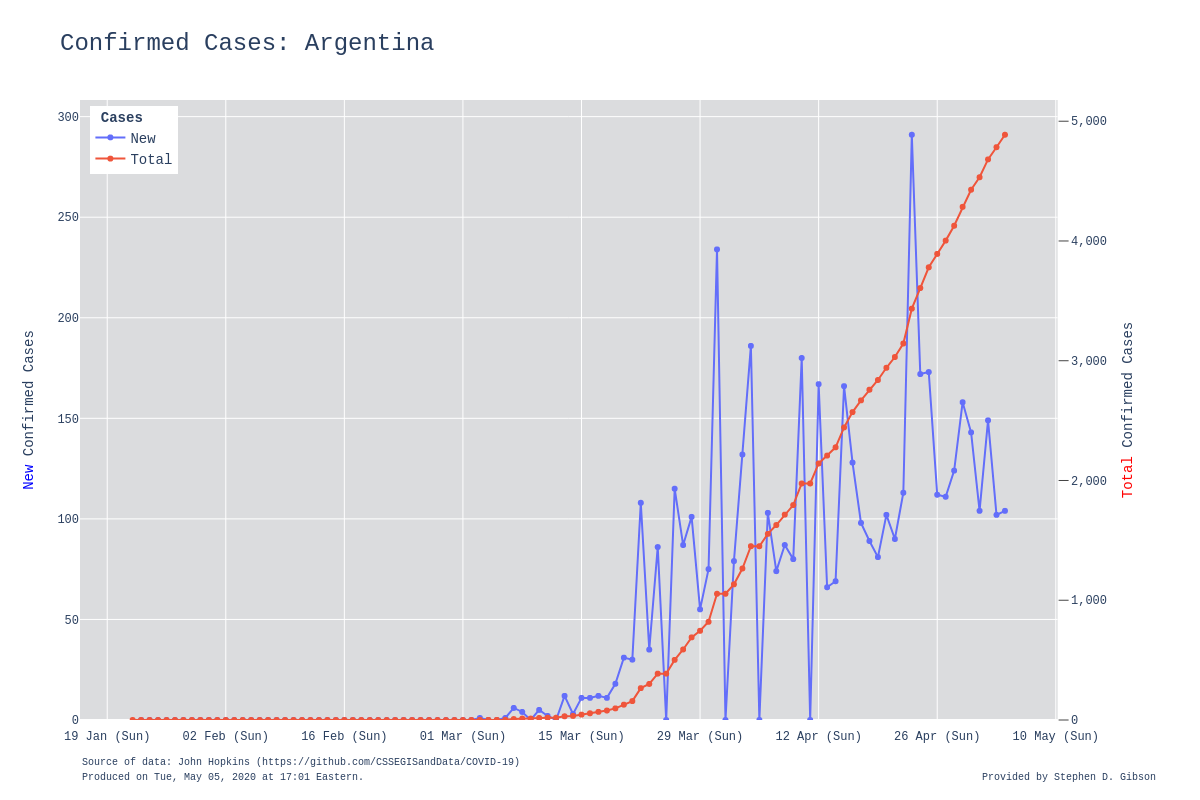 Confirmed Cases: Argentina
Cases
New
Total
300
250
200
150
100
50
0
5,000
4,000
3,000
2,000
1,000
0
New Confirmed Cases
Total Confirmed Cases
19 Jan (Sun) 02 Feb (Sun) 16 Feb (Sun) 01 Mar (Sun) 15 Mar (Sun) 29 Mar (Sun) 12 Apr (Sun) 26 Apr (Sun) 10 May (Sun)
Source of data: John Hopkins (https://github.com/CSSEGISandData/COVID-19)
Produced on Tue, May 05, 2020 at 17:01 Eastern.
Provided by Stephen D. Gibson